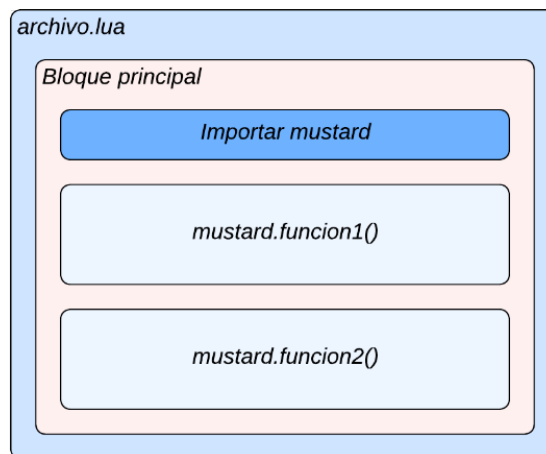 archivo.lua
Bloque principal
Importar mustard
mustard.funcion1()
mustard.funcion2()